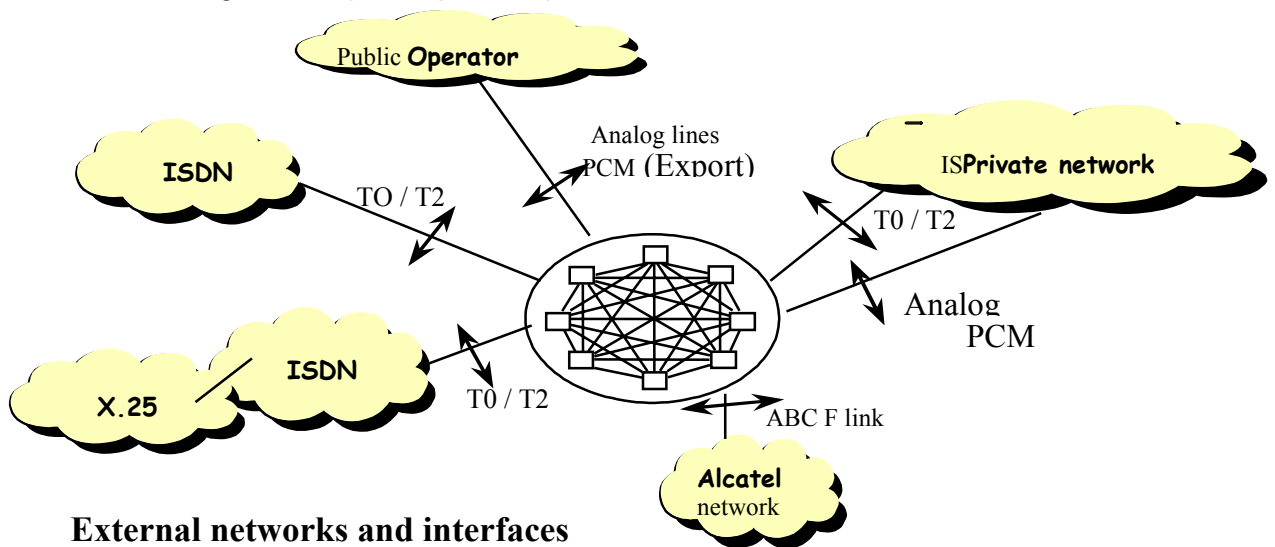 Public Operator
Analog lines
PCM (Export)
ISDN
TO / T2
ISPrivate network
T0 / T2
Analog
PCM
ISDN
X.25
T0 / T2
ABC F link
Alcatel
network
External networks and interfaces